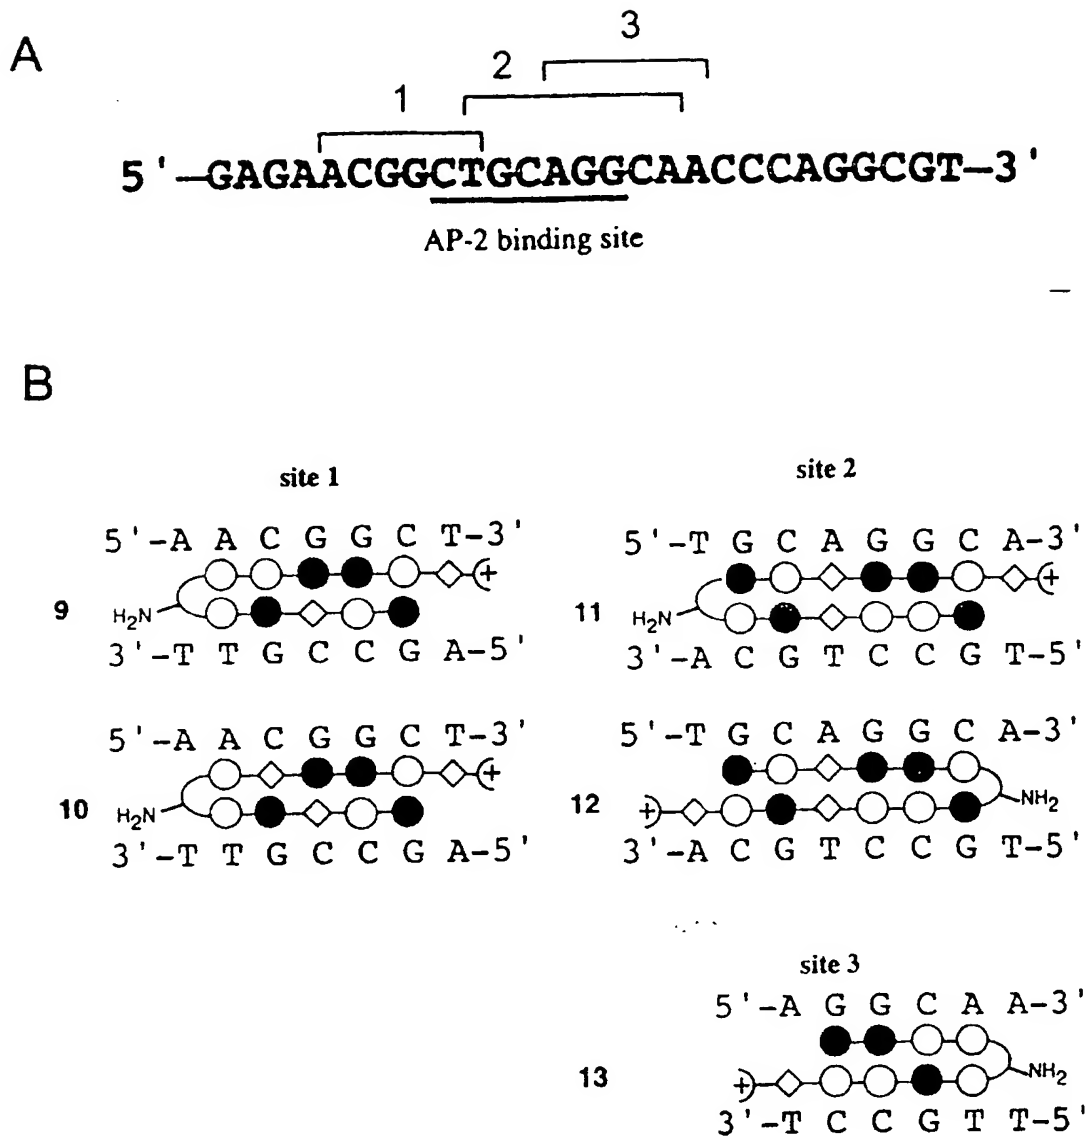 A
3
2
1
5'-GAGAACGGCTGCAGGCAACCCAGGCGT-3'
AP-2 binding site
B
site 1
site 2
5'-A A C G G C T-3'
+
9
H2N
3'-T T G C C G A-5'
5'-T G C A G G C A-3'
+
11
H2N
3'-A C G T C C G T-5'
5'-A A C G G C T-3'
+
10
H2N
3'-T T G C C G A-5'
5'-T G C A G G C A-3'
12
+
NH2
3'-A C G T C C G T-5'
site 3
5'-A G G C A A-3'
13
+
NH2
3'-T C C G T T-5'